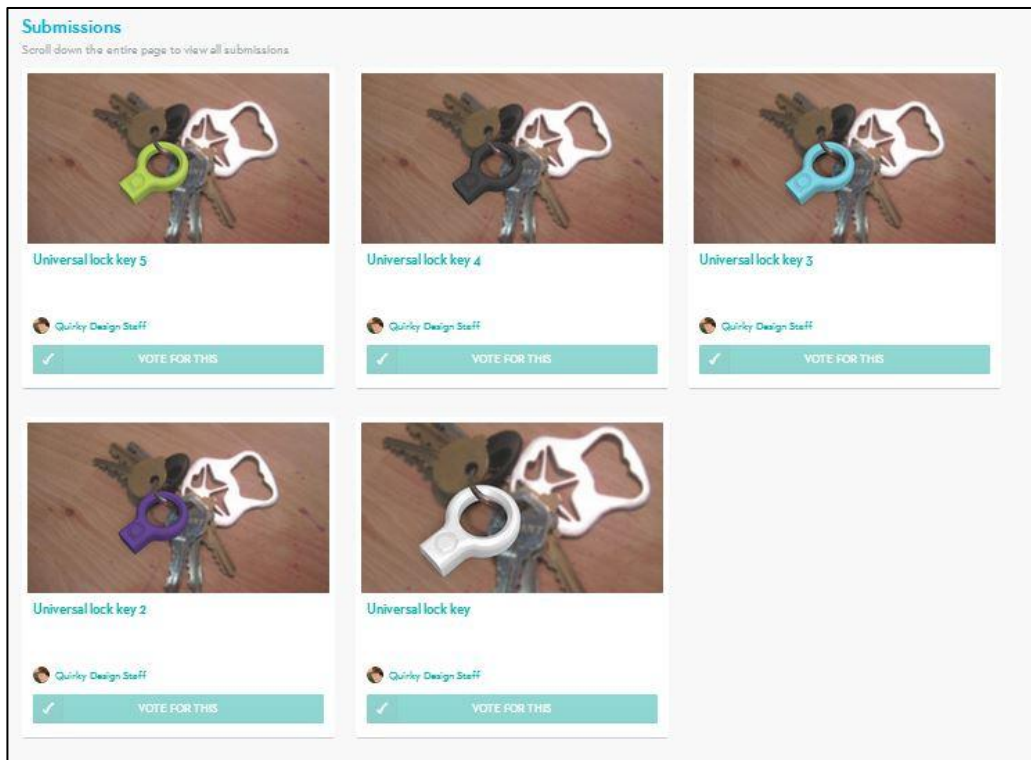 Submissions
Scroll down the entire page to view all submissions
Universal lock key 5
Universal lock key 4
Universal lock key 3
Quirky Design Staff
Quirky Design Staff
Quirky Design Staff
VOTE FOR THIS
VOTE FOR THIS
VOTE FOR THIS
Universal lock key 2
Universal lock key
Quirky Design Staff
Quirky Design Staff
VOTE FOR THIS
VOTE FOR THIS